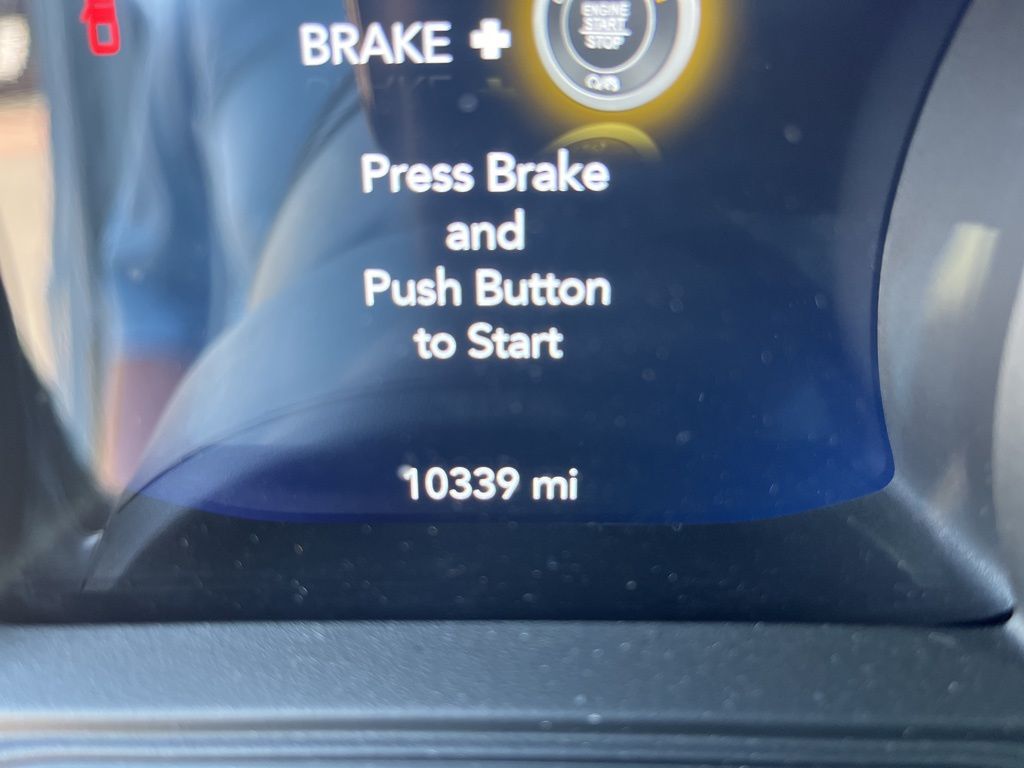 ENGINE
START
STOP
BRAKE +
Press Brake
and
Push Button
to Start
10339 mi